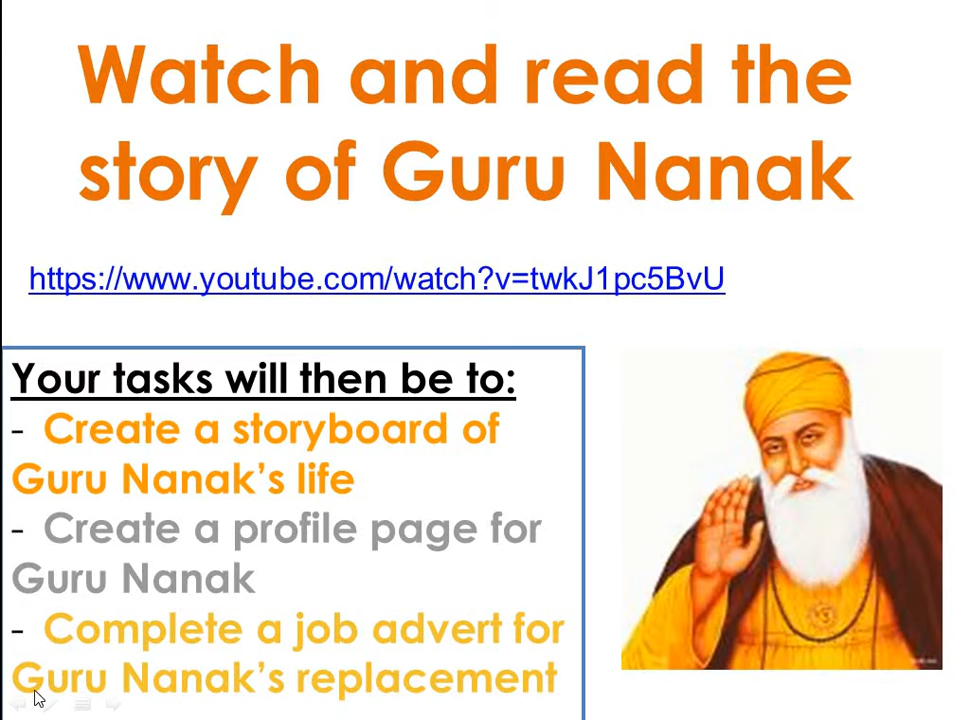 Watch and read the
story of Guru Nanak
https://www.youtube.com/watch?v=twkJ1pc5BvU
Your tasks will then be to:
- Create a storyboard of
Guru Nanak’s life
- Create a profile page for
Guru Nanak
- Complete a job advert for
Guru Nanak’s replacement